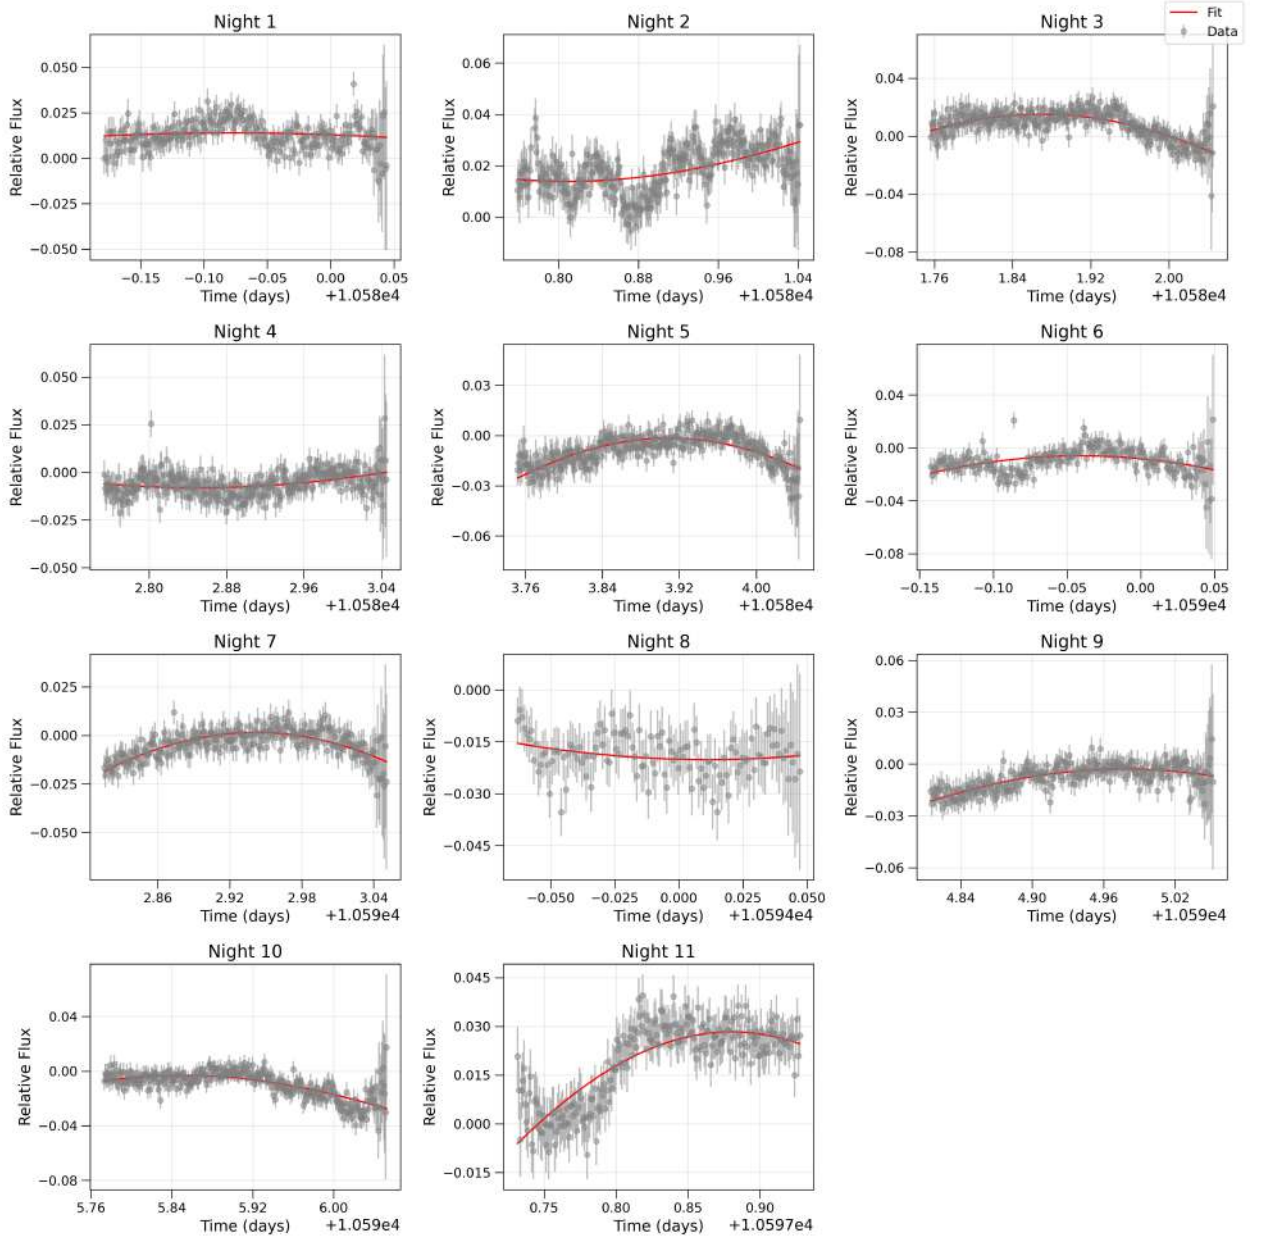 Night 1
Night 2
Night 3
Fit
Data
0.050
0.025
0.000
−0.025
−0.050
Relative Flux
−0.15 −0.10 −0.05 0.00 0.05
Time (days) +1.058e4
0.06
0.04
0.02
0.00
Relative Flux
0.80 0.88 0.96 1.04
Time (days) +1.058e4
0.04
0.00
−0.04
−0.08
Relative Flux
1.76 1.84 1.92 2.00
Time (days) +1.058e4
Night 4
Night 5
Night 6
0.050
0.025
0.000
−0.025
−0.050
Relative Flux
2.80 2.88 2.96 3.04
Time (days) +1.058e4
0.03
0.00
−0.03
−0.06
Relative Flux
3.76 3.84 3.92 4.00
Time (days) +1.058e4
0.04
0.00
−0.04
−0.08
Relative Flux
−0.15 −0.10 −0.05 0.00 0.05
Time (days) +1.059e4
Night 7
Night 8
Night 9
0.025
0.000
−0.025
−0.050
Relative Flux
2.86 2.92 2.98 3.04
Time (days) +1.059e4
0.000
−0.015
−0.030
−0.045
Relative Flux
−0.050 −0.025 0.000 0.025 0.050
Time (days) +1.0594e4
0.06
0.03
0.00
−0.03
−0.06
Relative Flux
4.84 4.90 4.96 5.02
Time (days) +1.059e4
Night 10
Night 11
0.04
0.00
−0.04
−0.08
Relative Flux
5.76 5.84 5.92 6.00
Time (days) +1.059e4
0.045
0.030
0.015
0.000
−0.015
Relative Flux
0.75 0.80 0.85 0.90
Time (days) +1.0597e4